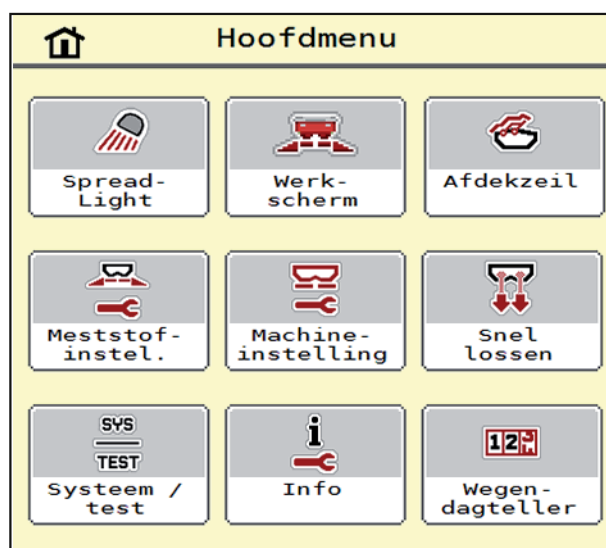 Hoofdmenu
Spread-
Light
Werk-
scherm
Afdekzeil
Meststof-
instel.
Machine-
instelling
Snel
lossen
SYS
TEST
Systeem /
test
i
Info
12
Wegen-
dagteller